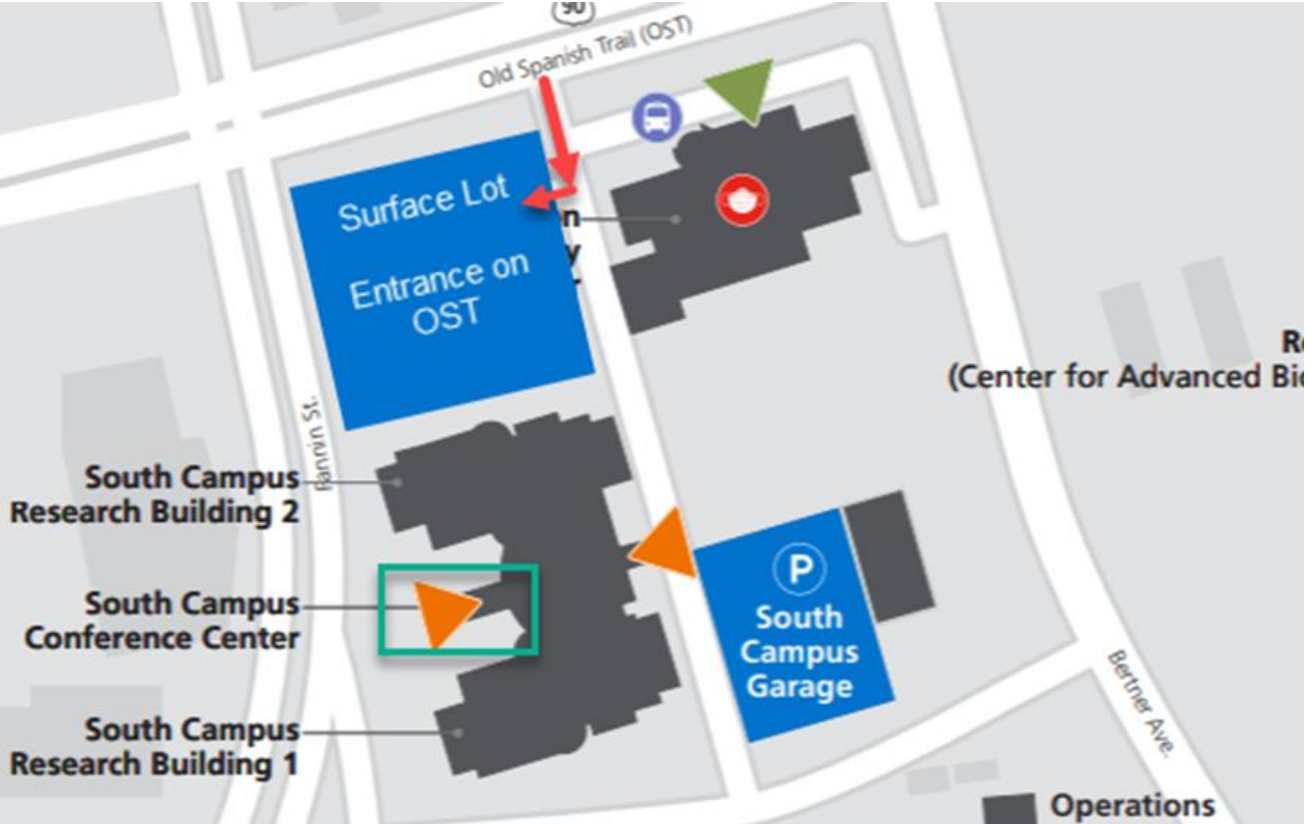 90
Old Spanish Trail (OST)
Surface Lot
Entrance on
OST
n
y
(Center for Advanced
Fannin St.
South Campus
Research Building 2
South Campus
Conference Center
South Campus
Research Building 1
P
South
Campus
Garage
Bertner Ave.
Operations